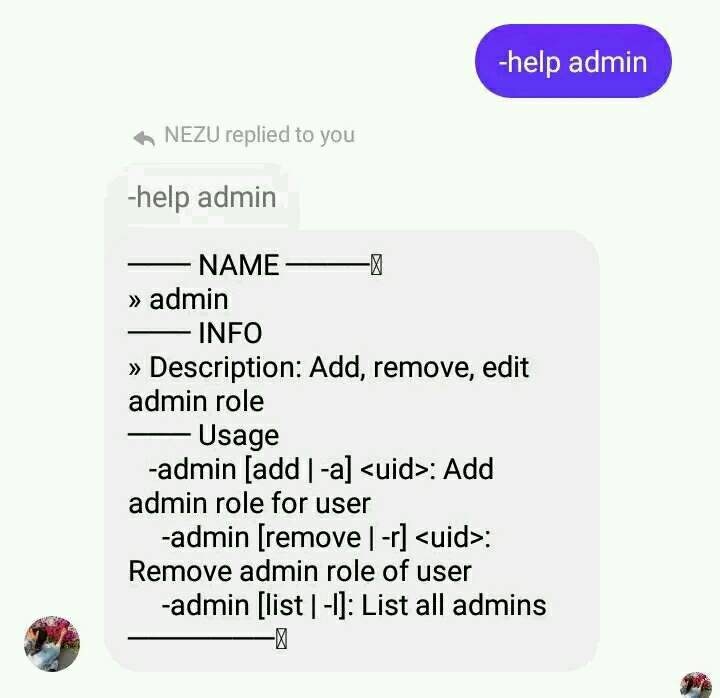 -help admin
NEZU replied to you
-help admin
─── NAME ────
» admin
─── INFO
» Description: Add, remove, edit
admin role
─── Usage
-admin [add | -a] <uid>: Add
admin role for user
-admin [remove | -r] <uid>:
Remove admin role of user
-admin [list | -l]: List all admins
───────